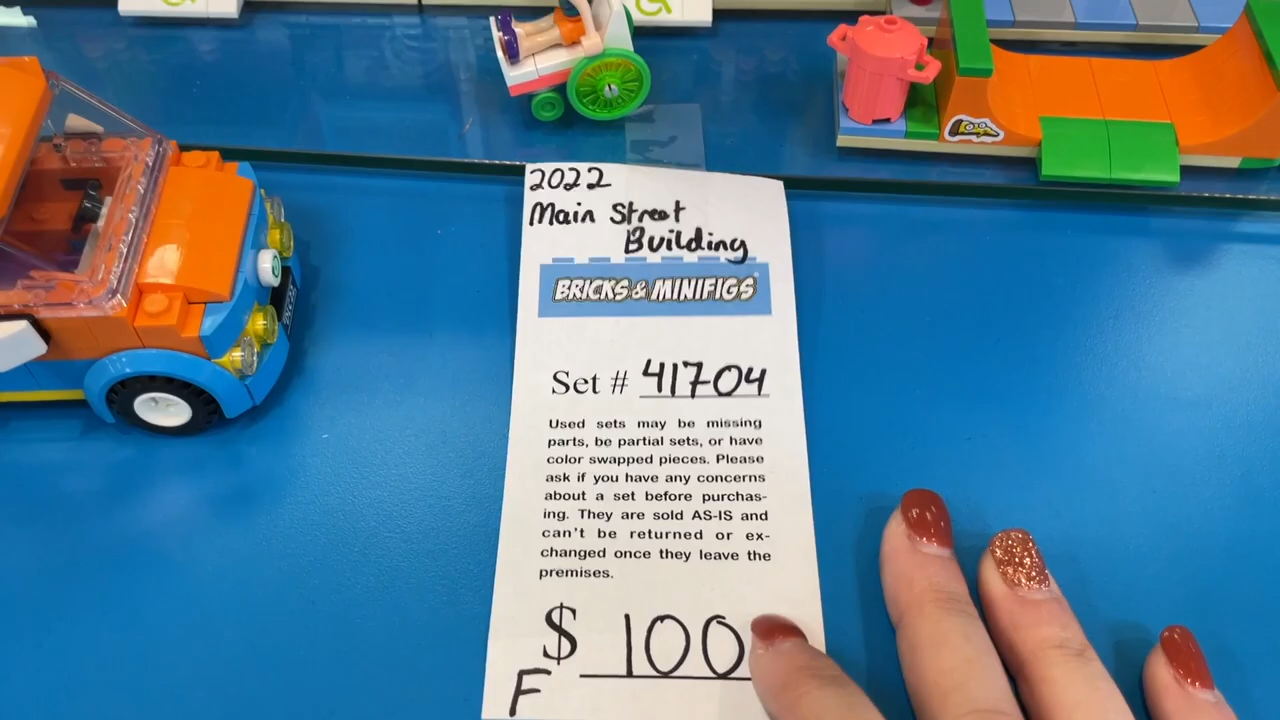 2022
Main Street
Building
BRICKS & MINIFIGS
Set # 41704
Used sets may be missing
parts, be partial sets, or have
color swapped pieces. Please
ask if you have any concerns
about a set before purchas-
ing. They are sold AS-IS and
can't be returned or ex-
changed once they leave the
premises.
$ 100
F